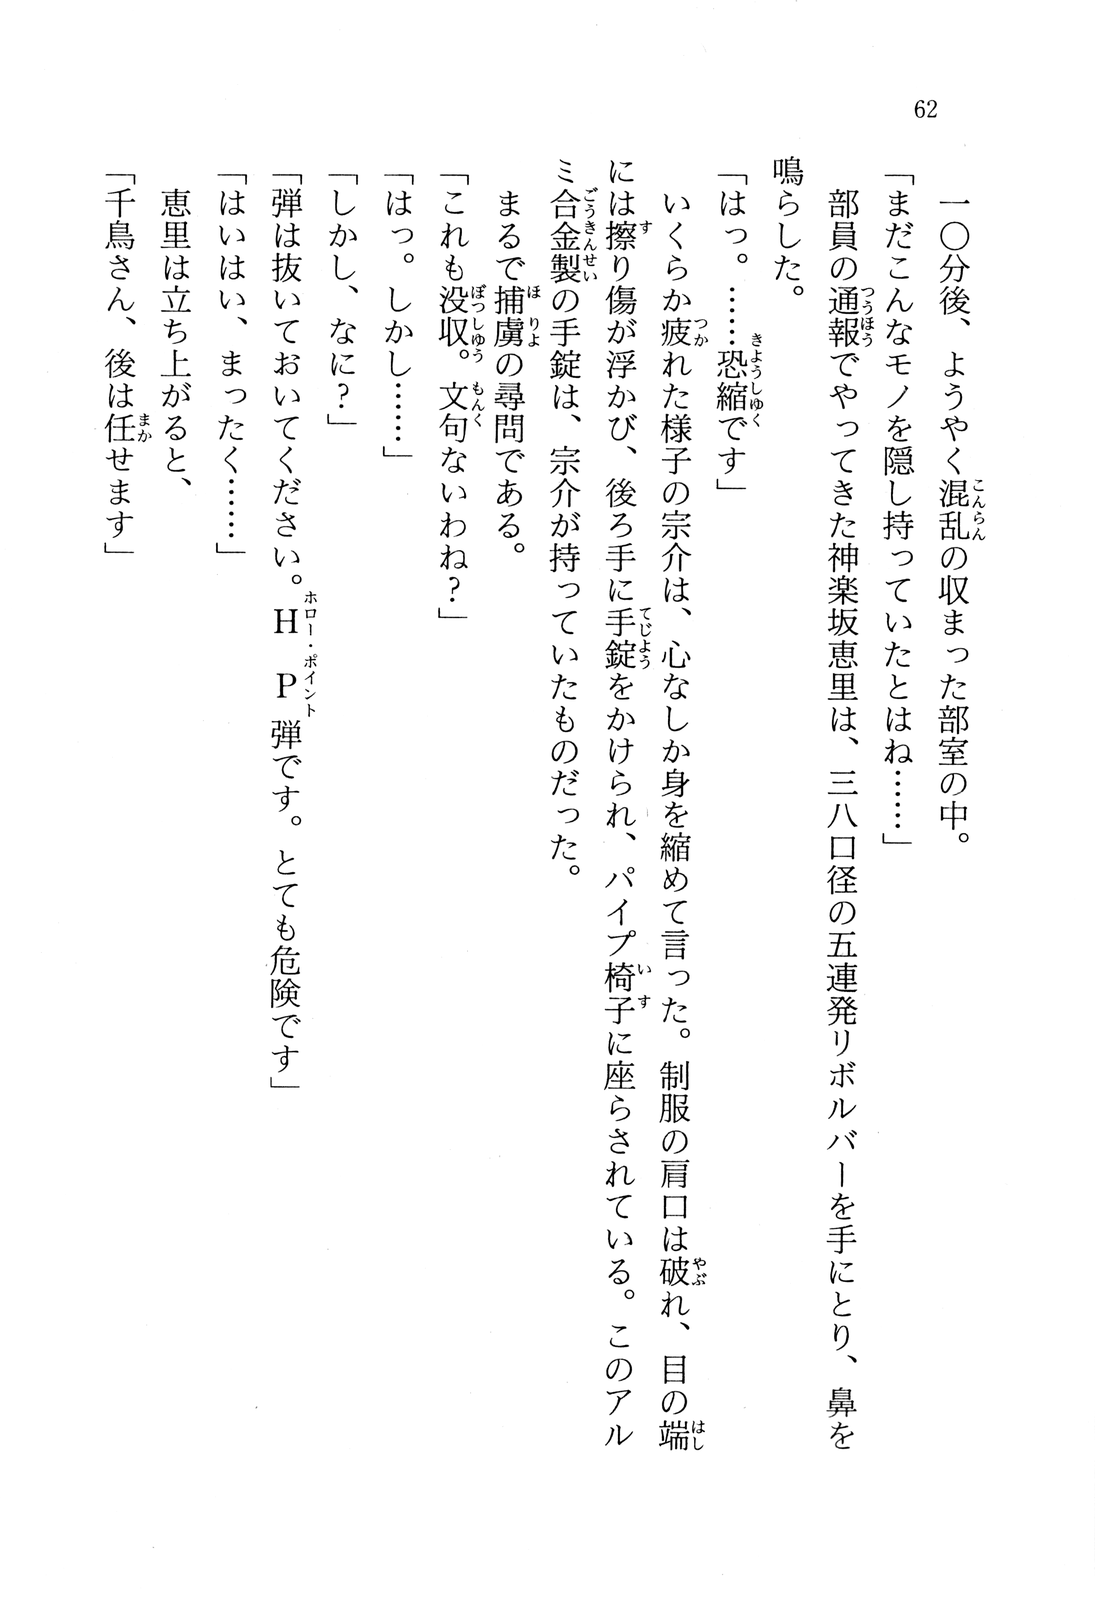 62
一〇分後、ようやく混乱の収まった部室の中。
「まだこんなモノを隠し持っていたとはね……」
部員の通報でやってきた神楽坂恵里は、三八口径の五連発リボルバーを手にとり、鼻を
鳴らした。
「はっ。……恐縮です」
いくらか疲れた様子の宗介は、心なしか身を縮めて言った。制服の肩口は破れ、目の端
には擦り傷が浮かび、後ろ手に手錠をかけられ、パイプ椅子に座らされている。このアル
ミ合金製の手錠は、宗介が持っていたものだった。
まるで捕虜の尋問である。
「これも没収。文句ないわね？」
「はっ。しかし……」
「しかし、なに？」
「弾は抜いておいてください。ＨＰ弾です。とても危険です」
「はいはい、まったく……」
恵里は立ち上がると、
「千鳥さん、後は任せます」